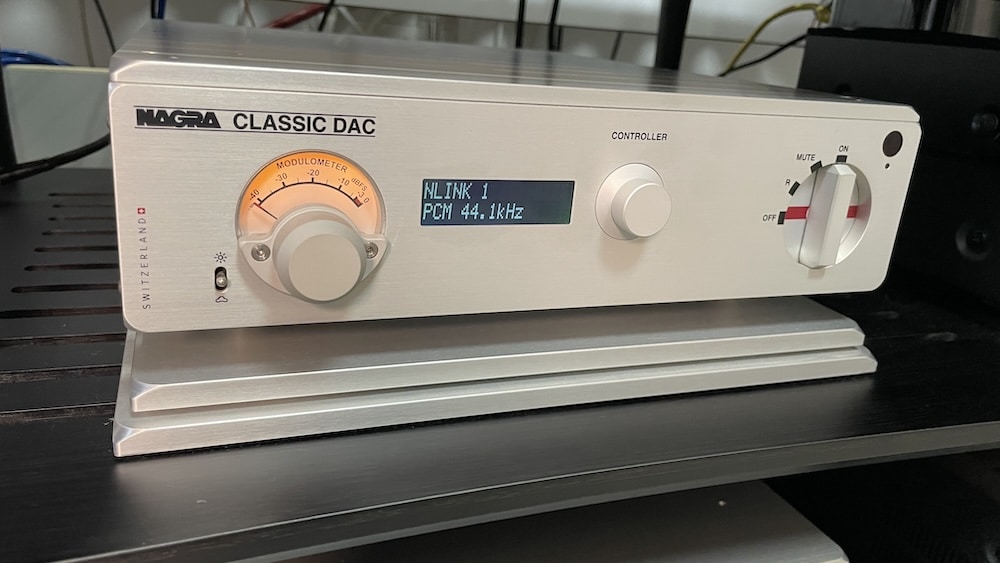 NAGRA CLASSIC DAC
MODULOMETER
-40 -30 -20 -10 -3 0
dBFS
SWITZERLAND
NLINK 1
PCM 44.1kHz
CONTROLLER
OFF
R
MUTE
ON